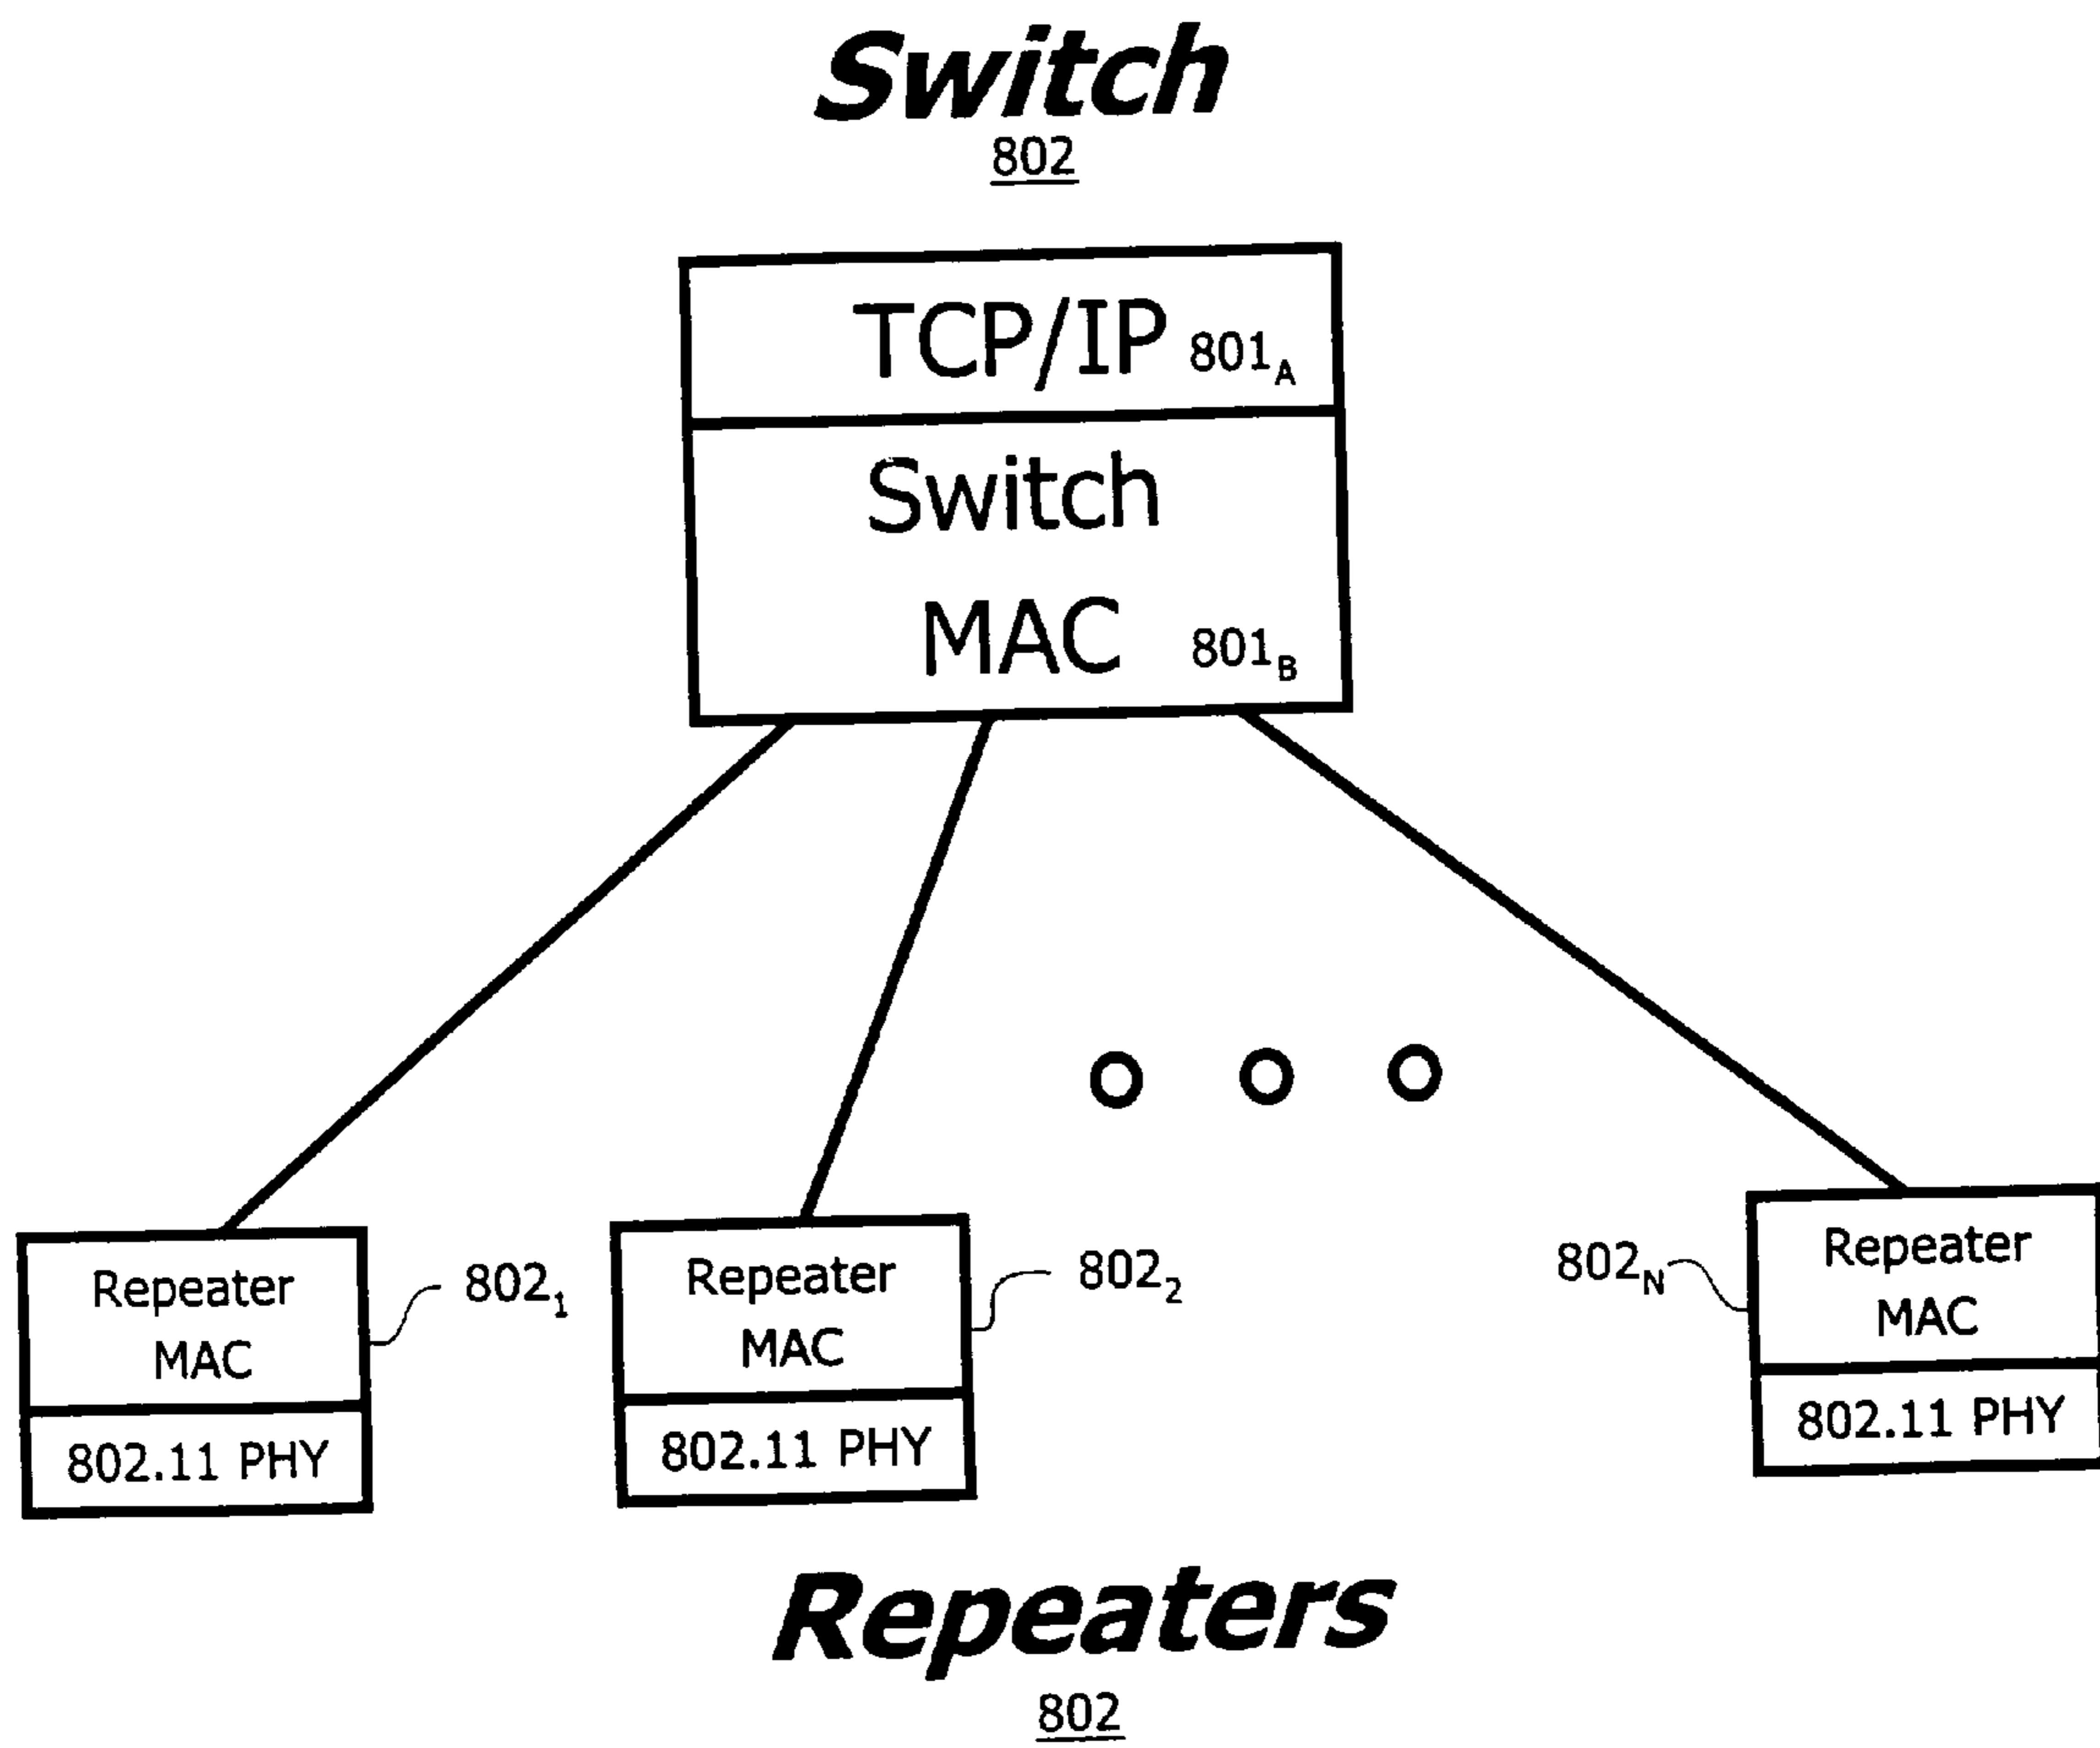 Switch
802
TCP/IP 801A
Switch
MAC 801B
Repeater
MAC
802.11 PHY
8021
Repeater
MAC
802.11 PHY
8022
802N
Repeater
MAC
802.11 PHY
Repeaters
802